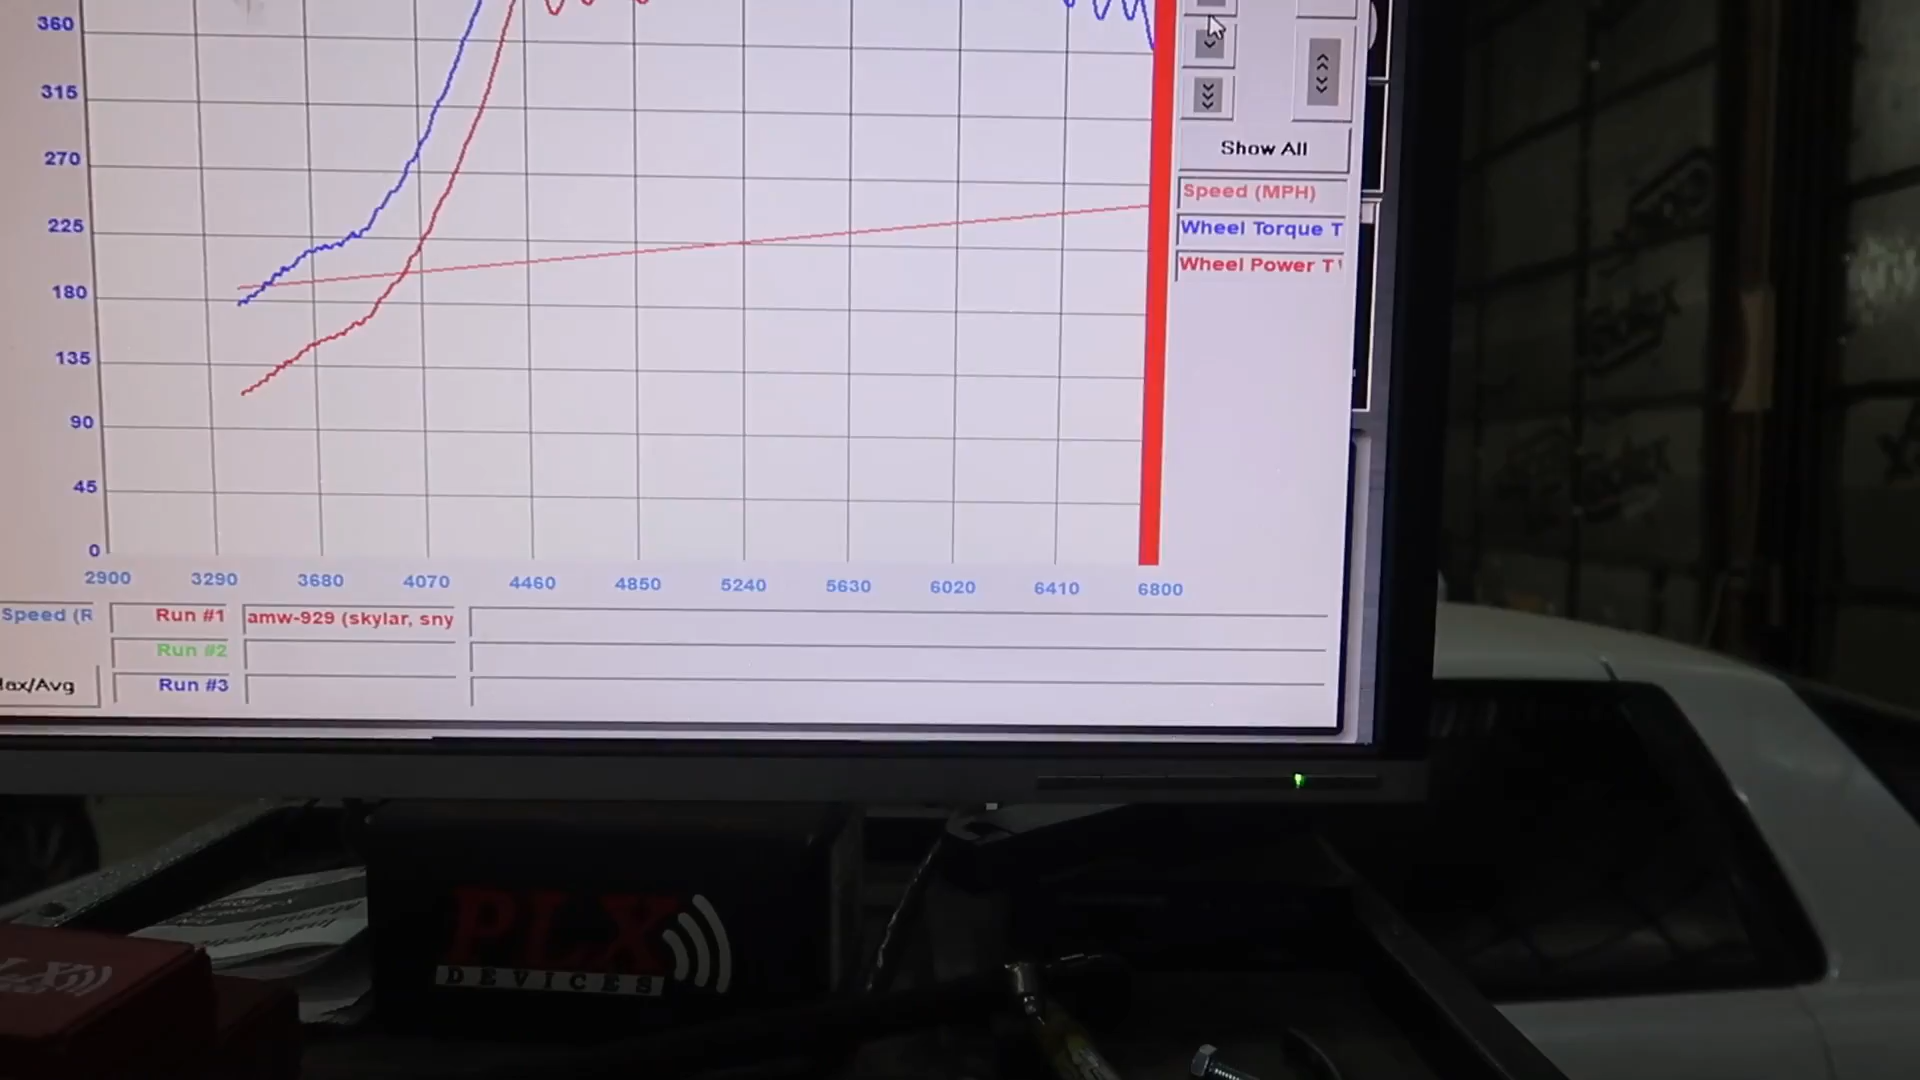 360
315
270
225
180
135
90
45
0
2900 3290 3680 4070 4460 4850 5240 5630 6020 6410 6800
Show All
Speed (MPH)
Wheel Torque T
Wheel Power T
Speed (R
Run #1 amw-929 (skylar, sny
Run #2
Run #3
ax/Avg
PLX
DEVICES
LX